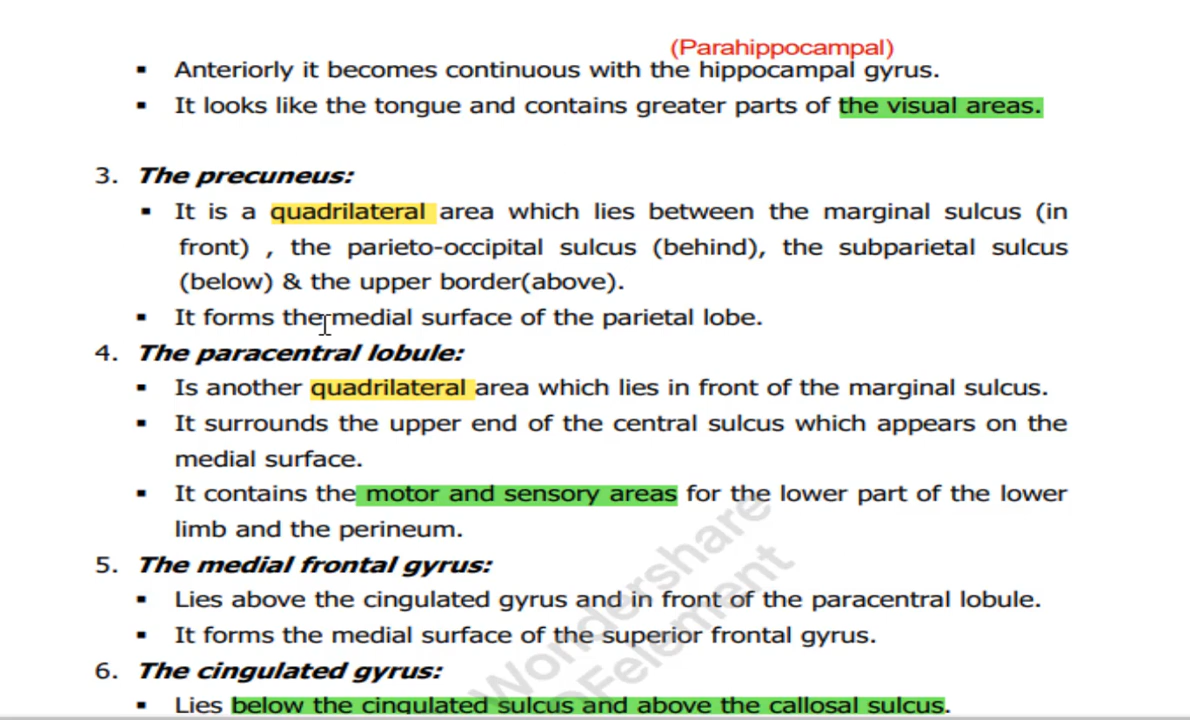 (Parahippocampal)
▪ Anteriorly it becomes continuous with the hippocampal gyrus.
▪ It looks like the tongue and contains greater parts of the visual areas.
3. The precuneus:
▪ It is a quadrilateral area which lies between the marginal sulcus (in
front) , the parieto-occipital sulcus (behind), the subparietal sulcus
(below) & the upper border(above).
▪ It forms the medial surface of the parietal lobe.
4. The paracentral lobule:
▪ Is another quadrilateral area which lies in front of the marginal sulcus.
▪ It surrounds the upper end of the central sulcus which appears on the
medial surface.
▪ It contains the motor and sensory areas for the lower part of the lower
limb and the perineum.
5. The medial frontal gyrus:
▪ Lies above the cingulated gyrus and in front of the paracentral lobule.
▪ It forms the medial surface of the superior frontal gyrus.
6. The cingulated gyrus:
▪ Lies below the cingulated sulcus and above the callosal sulcus.
Wondershare
PDFelement